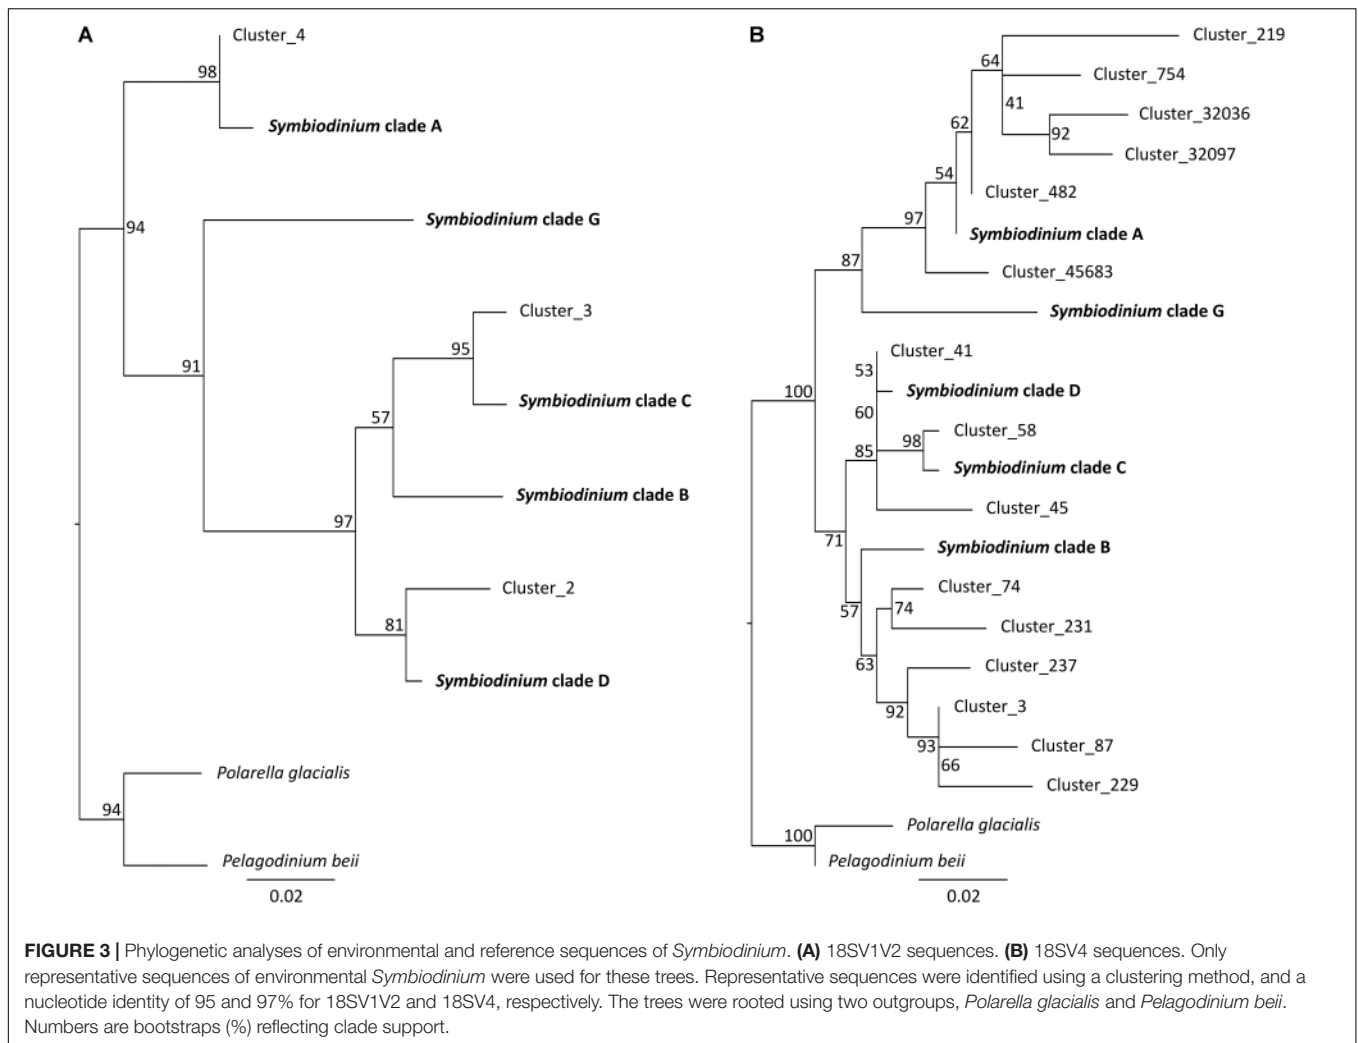 A
Cluster_4
98
Symbiodinium clade A
94
Symbiodinium clade G
91
Cluster_3
95
Symbiodinium clade C
57
Symbiodinium clade B
97
Cluster_2
81
Symbiodinium clade D
Polarella glacialis
94
Pelagodinium beii
0.02
B
Cluster_219
64
Cluster_754
41
Cluster_32036
62
92
Cluster_32097
54
Cluster_482
97
Symbiodinium clade A
87
Cluster_45683
Symbiodinium clade G
Cluster_41
53
Symbiodinium clade D
100
60
Cluster_58
98
85
Symbiodinium clade C
Cluster_45
71
Symbiodinium clade B
Cluster_74
57
74
Cluster_231
63
Cluster_237
92
Cluster_3
93
Cluster_87
66
Cluster_229
Polarella glacialis
100
Pelagodinium beii
0.02
FIGURE 3 | Phylogenetic analyses of environmental and reference sequences of Symbiodinium. (A) 18SV1V2 sequences. (B) 18SV4 sequences. Only
representative sequences of environmental Symbiodinium were used for these trees. Representative sequences were identified using a clustering method, and a
nucleotide identity of 95 and 97% for 18SV1V2 and 18SV4, respectively. The trees were rooted using two outgroups, Polarella glacialis and Pelagodinium beii.
Numbers are bootstraps (%) reflecting clade support.